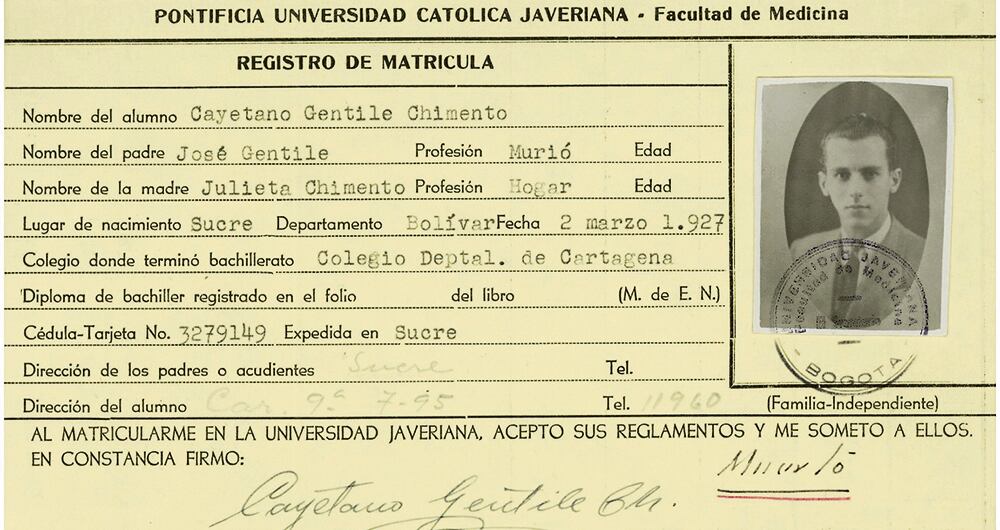 PONTIFICIA UNIVERSIDAD CATOLICA JAVERIANA - Facultad de Medicina
REGISTRO DE MATRICULA
Nombre del alumno Cayetano Gentile Chimento
Nombre del padre José Gentile Profesión Murió Edad
Nombre de la madre Julieta Chimento Profesión Hogar Edad
Lugar de nacimiento Sucre Departamento Bolívar Fecha 2 marzo 1.927
Colegio donde terminó bachillerato Colegio Deptal. de Cartagena
Diploma de bachiller registrado en el folio del libro (M. de E. N.)
Cédula-Tarjeta No. 3279149 Expedida en Sucre
Dirección de los padres o acudientes Sucre Tel.
Dirección del alumno Car. 9ª 7-95 Tel. 11960
UNIVERSIDAD JAVERIANA
Facultad de Medicina
- BOGOTA -
(Familia-Independiente)
AL MATRICULARME EN LA UNIVERSIDAD JAVERIANA, ACEPTO SUS REGLAMENTOS Y ME SOMETO A ELLOS.
EN CONSTANCIA FIRMO:
Murió
Cayetano Gentile Ch.